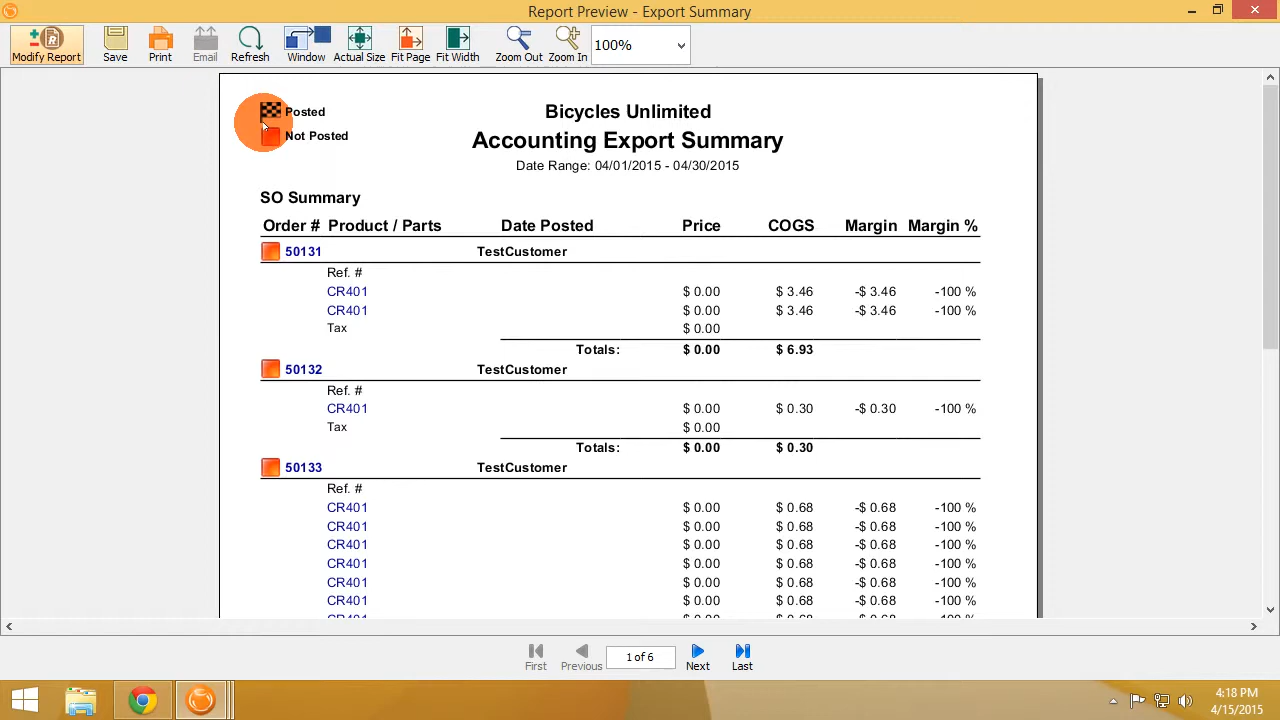 Report Preview - Export Summary
Modify Report Save Print Email Refresh Window Actual Size Fit Page Fit Width Zoom Out Zoom In 100%
Posted
Not Posted
Bicycles Unlimited
Accounting Export Summary
Date Range: 04/01/2015 - 04/30/2015
SO Summary
Order # Product / Parts Date Posted Price COGS Margin Margin %
50131 TestCustomer
Ref. #
CR401 $ 0.00 $ 3.46 -$ 3.46 -100 %
CR401 $ 0.00 $ 3.46 -$ 3.46 -100 %
Tax $ 0.00
Totals: $ 0.00 $ 6.93
50132 TestCustomer
Ref. #
CR401 $ 0.00 $ 0.30 -$ 0.30 -100 %
Tax $ 0.00
Totals: $ 0.00 $ 0.30
50133 TestCustomer
Ref. #
CR401 $ 0.00 $ 0.68 -$ 0.68 -100 %
CR401 $ 0.00 $ 0.68 -$ 0.68 -100 %
CR401 $ 0.00 $ 0.68 -$ 0.68 -100 %
CR401 $ 0.00 $ 0.68 -$ 0.68 -100 %
CR401 $ 0.00 $ 0.68 -$ 0.68 -100 %
CR401 $ 0.00 $ 0.68 -$ 0.68 -100 %
CR401 $ 0.00 $ 0.68 -$ 0.68 -100 %
First Previous 1 of 6 Next Last
4:18 PM
4/15/2015